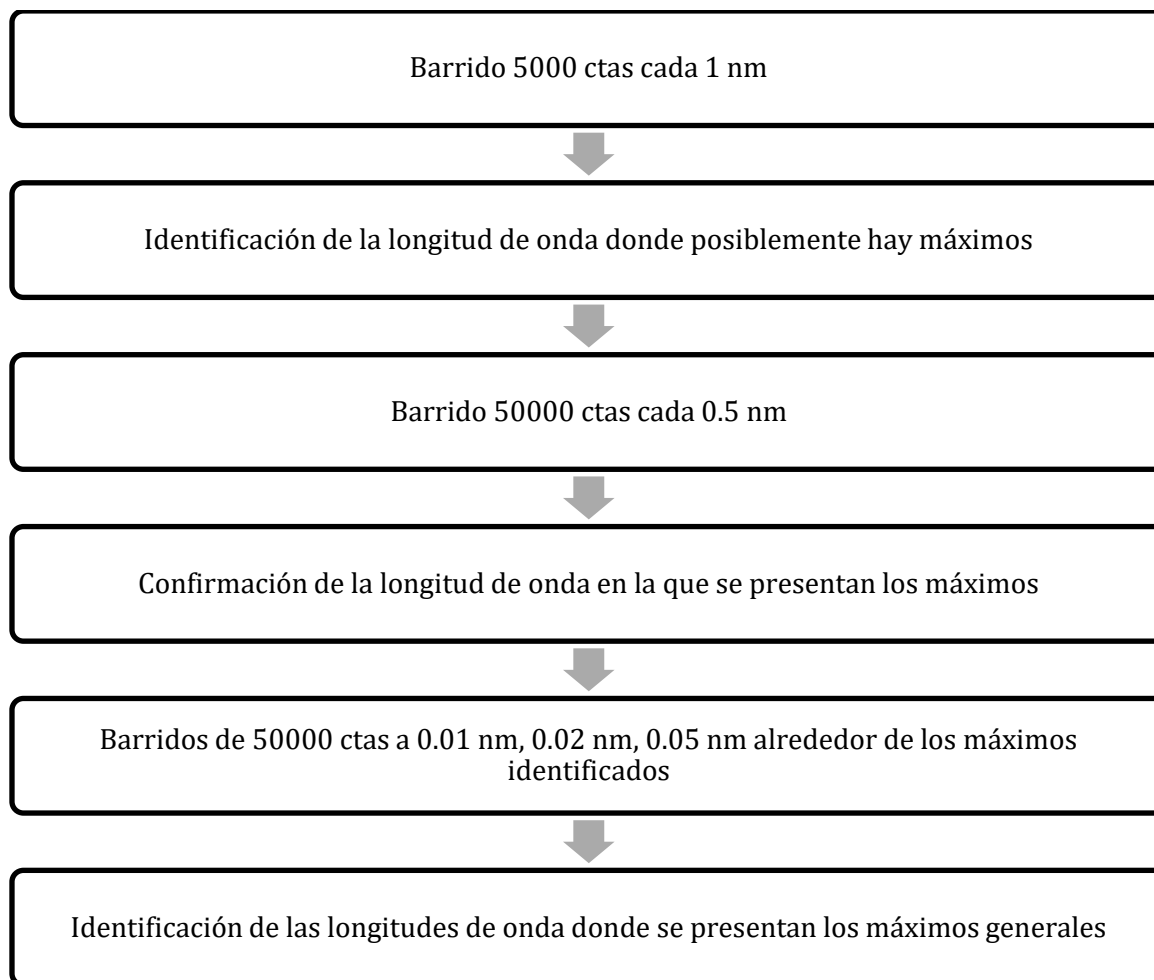 Barrido 5000 ctas cada 1 nm
Identificación de la longitud de onda donde posiblemente hay máximos
Barrido 50000 ctas cada 0.5 nm
Confirmación de la longitud de onda en la que se presentan los máximos
Barridos de 50000 ctas a 0.01 nm, 0.02 nm, 0.05 nm alrededor de los máximos
identificados
Identificación de las longitudes de onda donde se presentan los máximos generales